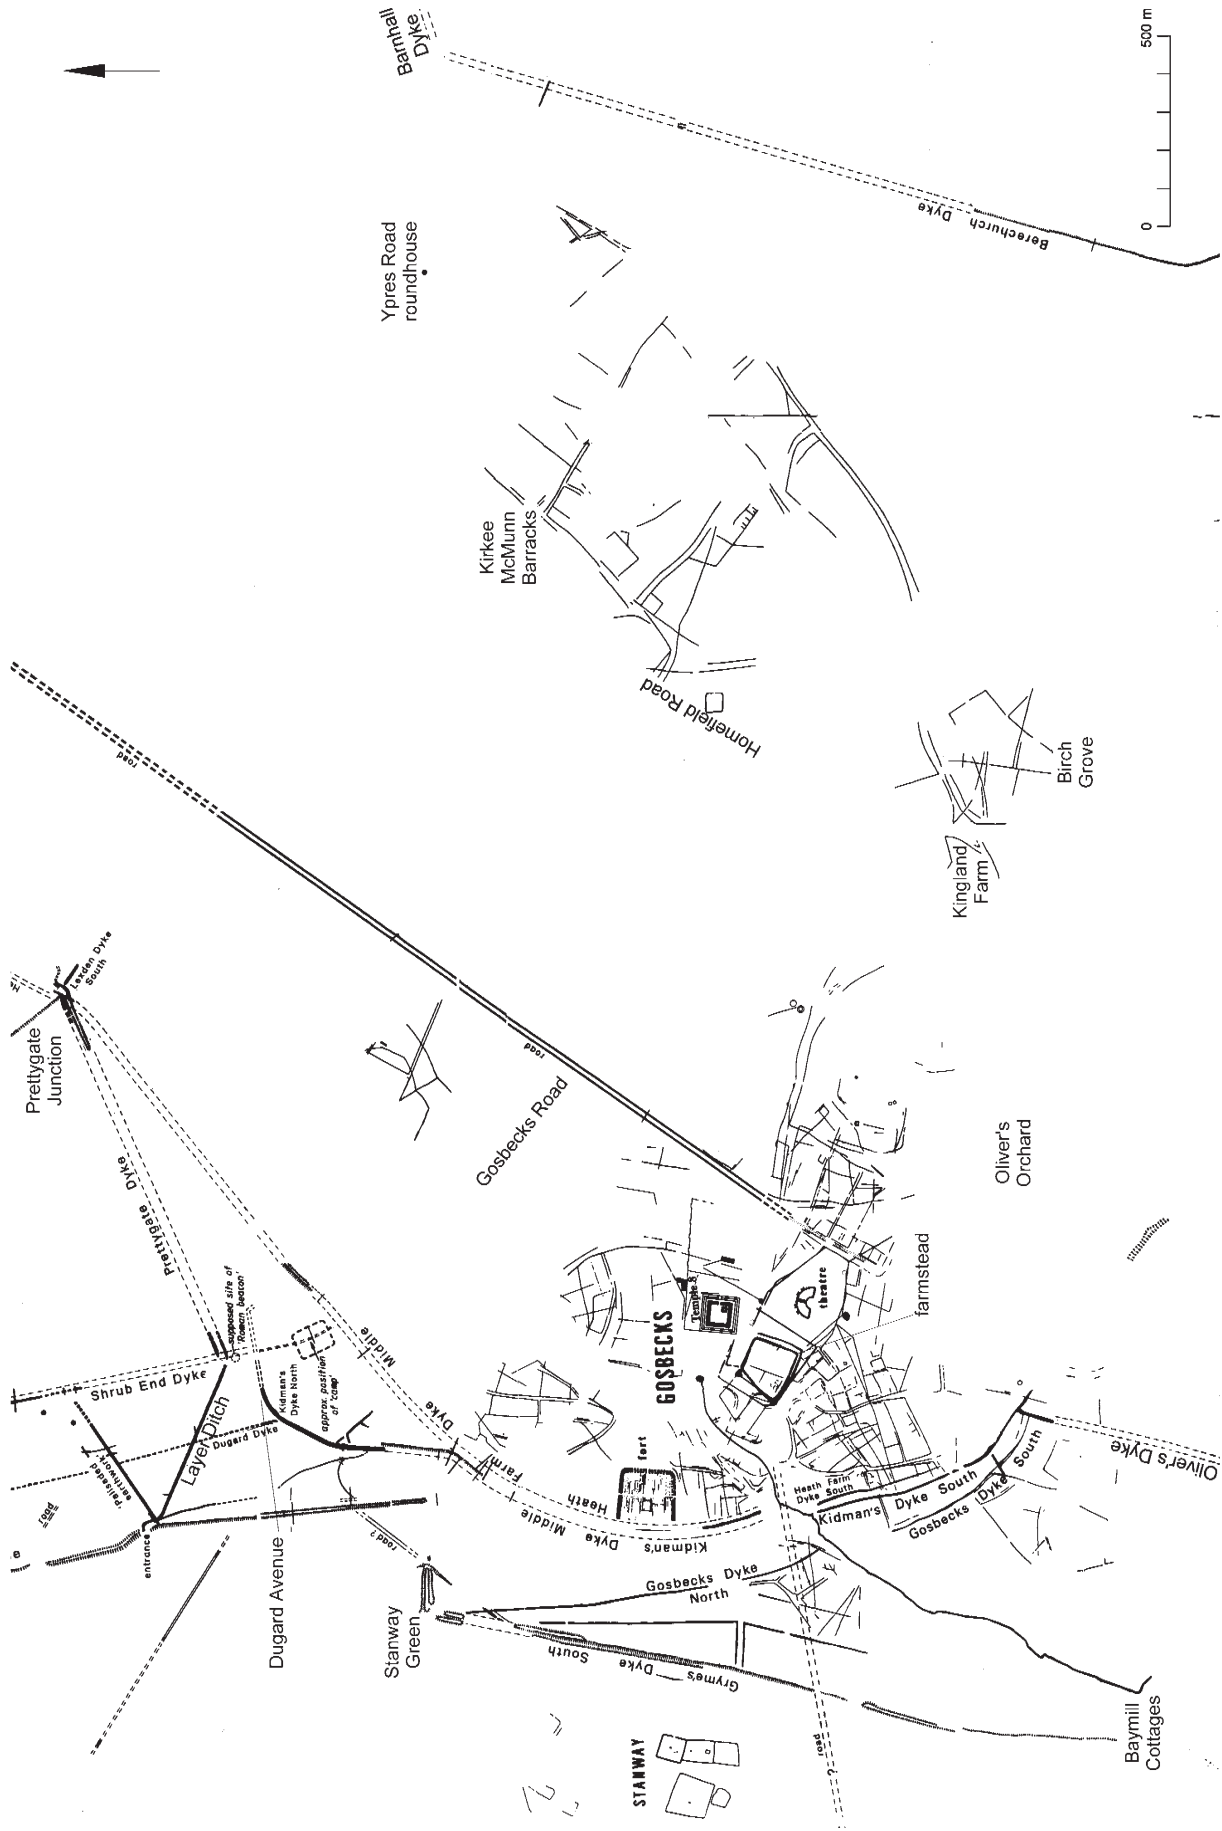 Barnhall
Dyke
500 m
0
Ypres Road
roundhouse
Berechurch
Dyke
Kirkee
McMunn
Barracks
Homefield Road
Birch
Grove
Kingland
Farm
road
Lexden Dyke
South
H
Prettygate
Junction
road
Gosbecks Road
Prettygate Dyke
supposed site of
'Roman beacon'
Shrub End Dyke
Layer Ditch
Dugard Dyke
Kidman's
Dyke North
approx. position
of 'camp'
'Palisaded
earthwork'
road
e
entrance
road?
Dugard Avenue
Stanway
Green
Middle
Dyke
Farm
Heath
Middle
Dyke
Kidman's
fort
GOSBECKS
Temple
theatre
farmstead
Oliver's
Orchard
Heath Farm
Dyke South
Kidman's Dyke South
Gosbecks Dyke South
Oliver's Dyke
Gosbecks Dyke
North
South
Dyke
Gryme's
STANWAY
road
?
Baymill
Cottages